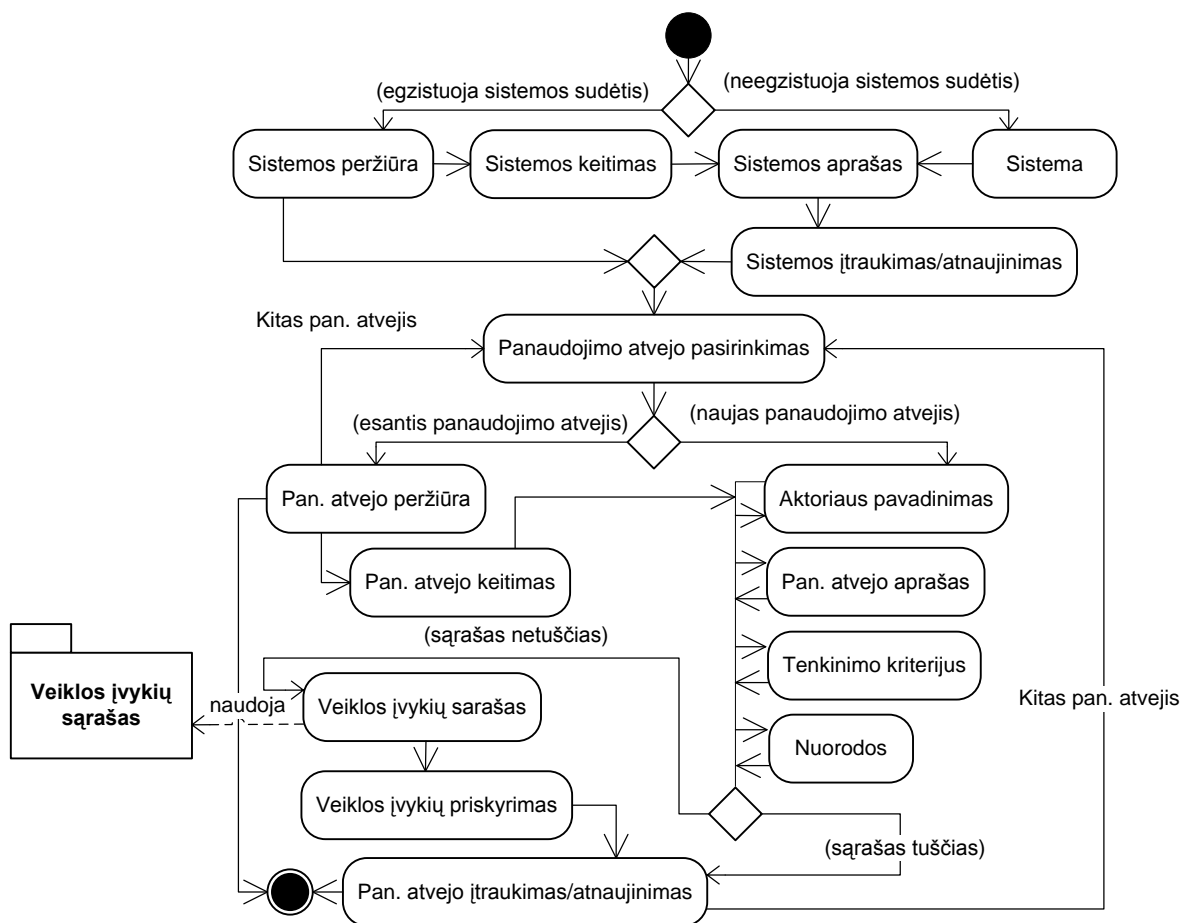 (egzistuoja sistemos sudėtis)
(neegzistuoja sistemos sudėtis)
Sistemos peržiūra
Sistemos keitimas
Sistemos aprašas
Sistema
Sistemos įtraukimas/atnaujinimas
Kitas pan. atvejis
Panaudojimo atvejo pasirinkimas
(esantis panaudojimo atvejis)
(naujas panaudojimo atvejis)
Pan. atvejo peržiūra
Aktoriaus pavadinimas
Pan. atvejo keitimas
Pan. atvejo aprašas
(sąrašas netuščias)
Tenkinimo kriterijus
Veiklos įvykių
sąrašas
naudoja
Veiklos įvykių sarašas
Kitas pan. atvejis
Nuorodos
Veiklos įvykių priskyrimas
(sąrašas tuščias)
Pan. atvejo įtraukimas/atnaujinimas